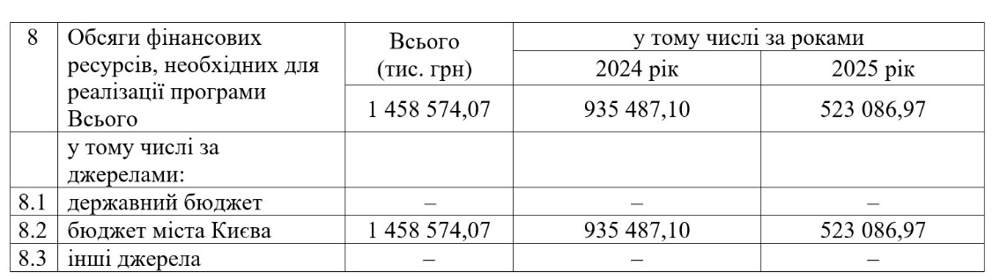 8 Обсяги фінансових Всього у тому числі за роками
ресурсів, необхідних для (тис. грн) 2024 рік 2025 рік
реалізації програми 1 458 574,07 935 487,10 523 086,97
Всього
у тому числі за
джерелами:
8.1 державний бюджет – – –
8.2 бюджет міста Києва 1 458 574,07 935 487,10 523 086,97
8.3 інші джерела – – –